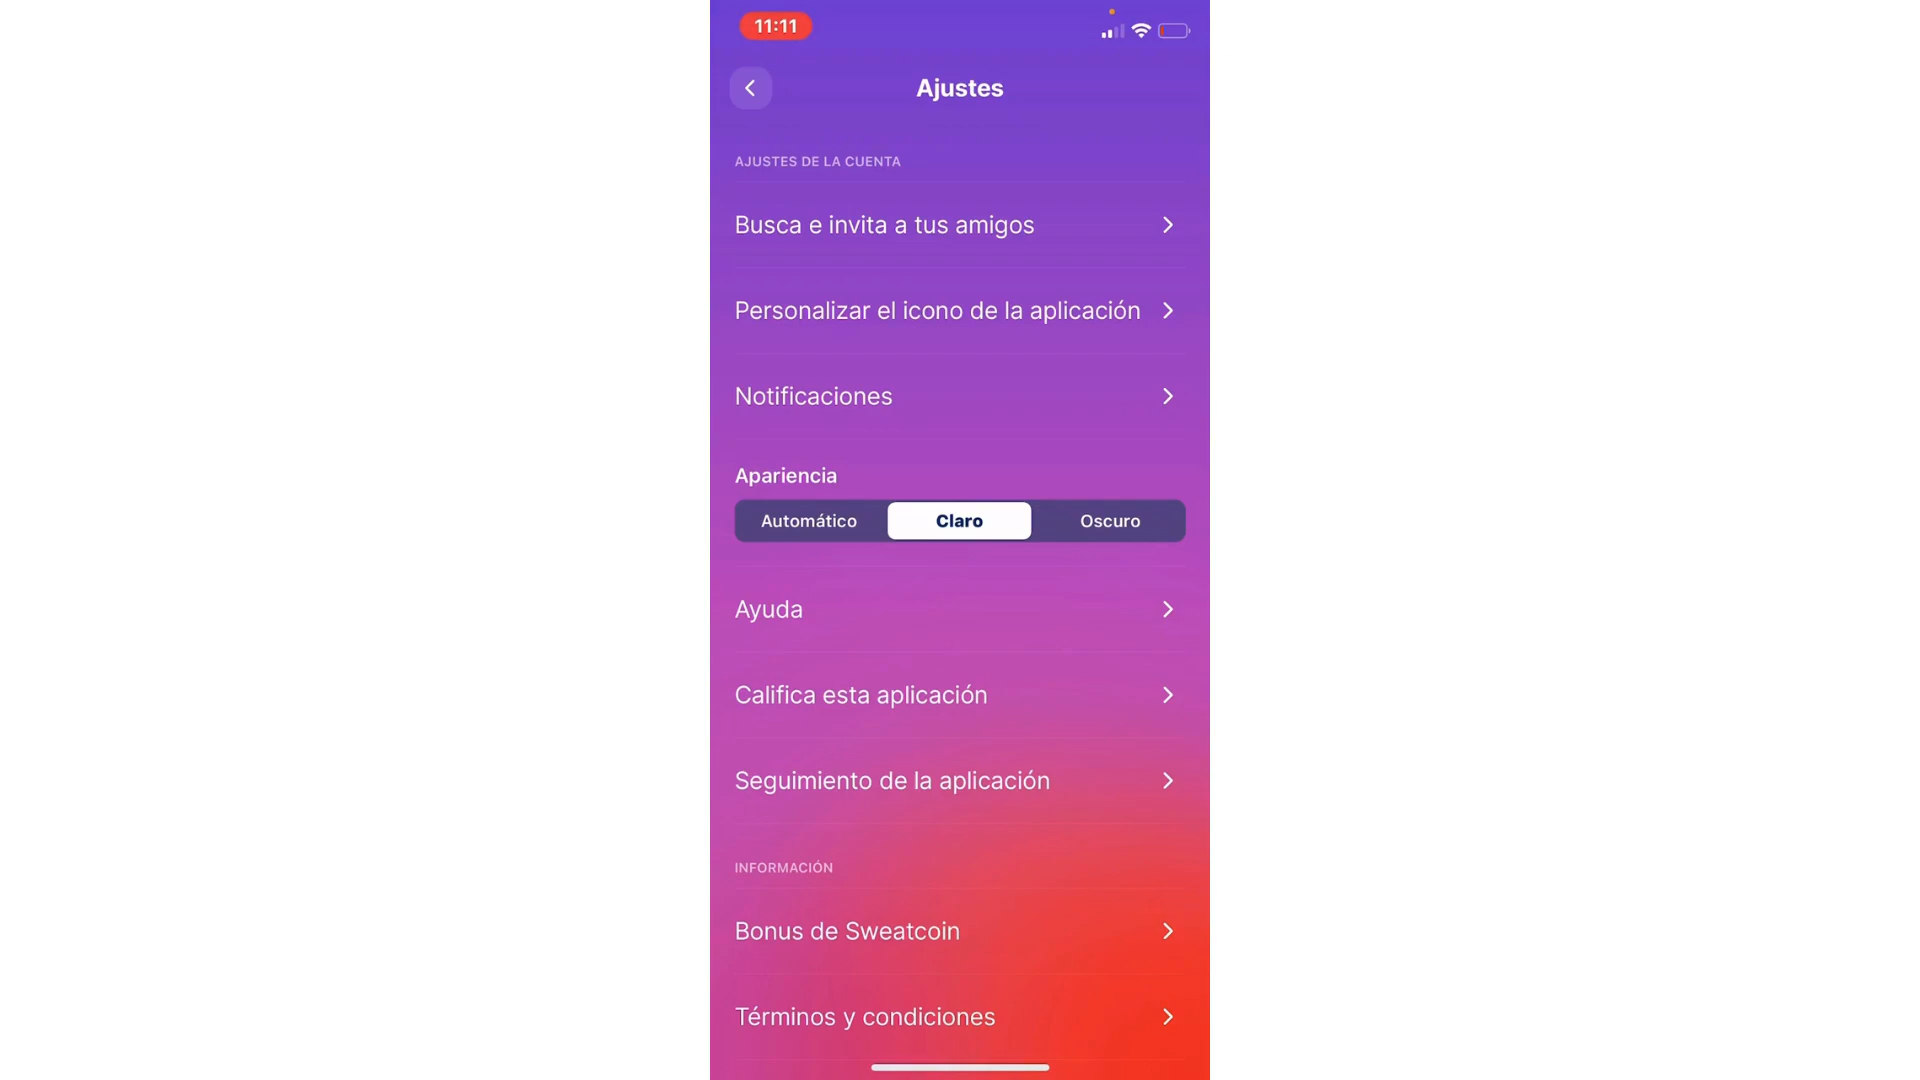 11:11
Ajustes
AJUSTES DE LA CUENTA
Busca e invita a tus amigos
Personalizar el icono de la aplicación
Notificaciones
Apariencia
Automático Claro Oscuro
Ayuda
Califica esta aplicación
Seguimiento de la aplicación
INFORMACIÓN
Bonus de Sweatcoin
Términos y condiciones